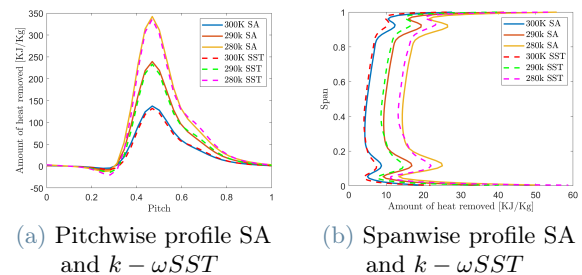 Amount of heat removed [KJ/Kg]
350
300
250
200
150
100
50
0
-50
0
0.2
0.4
0.6
0.8
1
Pitch
300K SA
290k SA
280k SA
300K SST
290k SST
280k SST
Span
1
0.8
0.6
0.4
0.2
0
0
10
20
30
40
50
60
Amount of heat removed [KJ/Kg]
300K SA
290k SA
280k SA
300K SST
290k SST
280k SST
(a) Pitchwise profile SA
and k − ωSST
(b) Spanwise profile SA
and k − ωSST